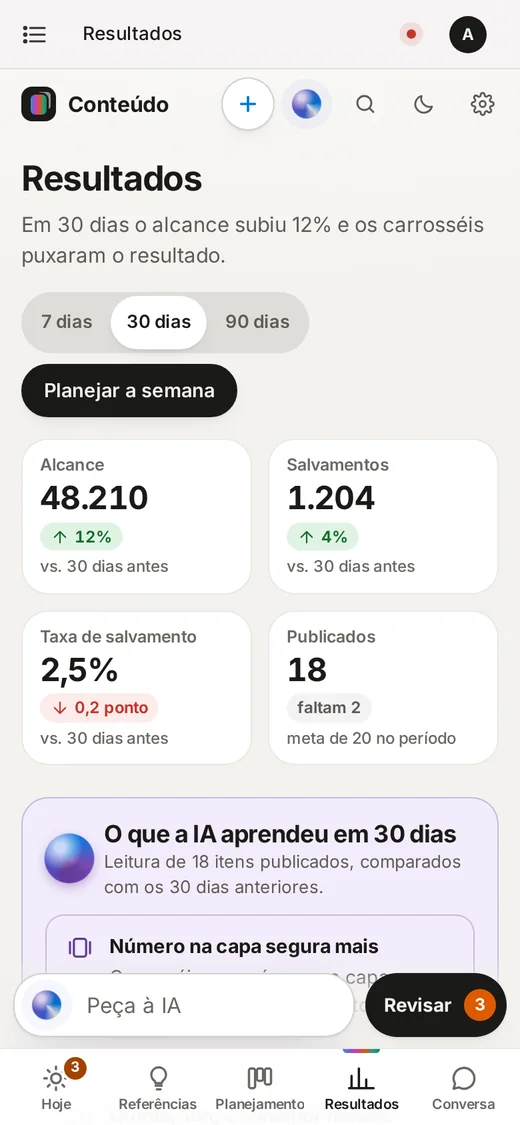 Resultados
A
Conteúdo
Resultados
Em 30 dias o alcance subiu 12% e os carrosséis
puxaram o resultado.
7 dias 30 dias 90 dias
Planejar a semana
Alcance
48.210
↑ 12%
vs. 30 dias antes
Salvamentos
1.204
↑ 4%
vs. 30 dias antes
Taxa de salvamento
2,5%
↓ 0,2 ponto
vs. 30 dias antes
Publicados
18
faltam 2
meta de 20 no período
O que a IA aprendeu em 30 dias
Leitura de 18 itens publicados, comparados
com os 30 dias anteriores.
Número na capa segura mais
Peça à IA
Revisar 3
3
Hoje Referências Planejamento Resultados Conversa